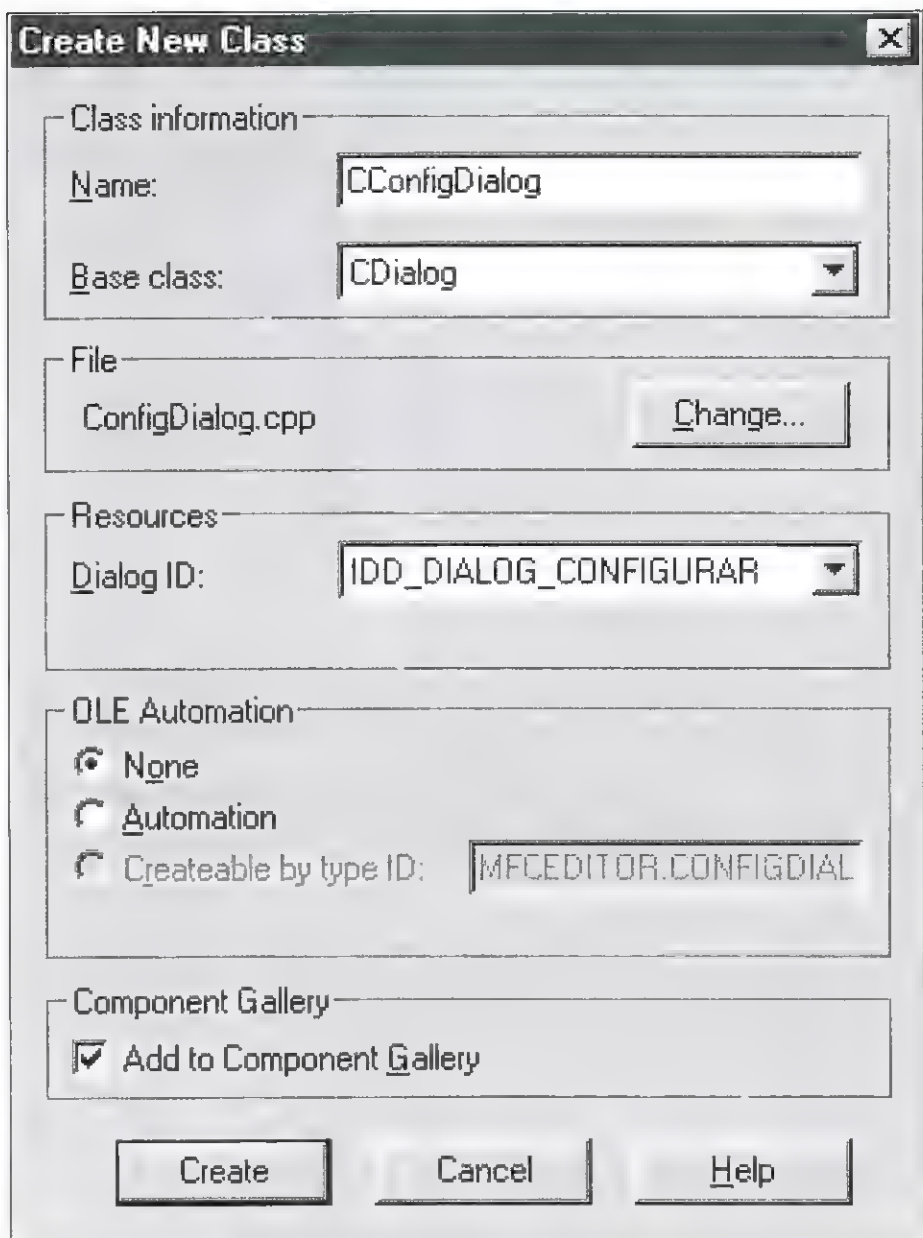 Create New Class
Class information
Name: CConfigDialog
Base class: CDialog
File
ConfigDialog.cpp Change...
Resources
Dialog ID: IDD_DIALOG_CONFIGURAR
OLE Automation
None
Automation
Createable by type ID: MFCEDITOR.CONFIGDIAL
Component Gallery
Add to Component Gallery
Create Cancel Help